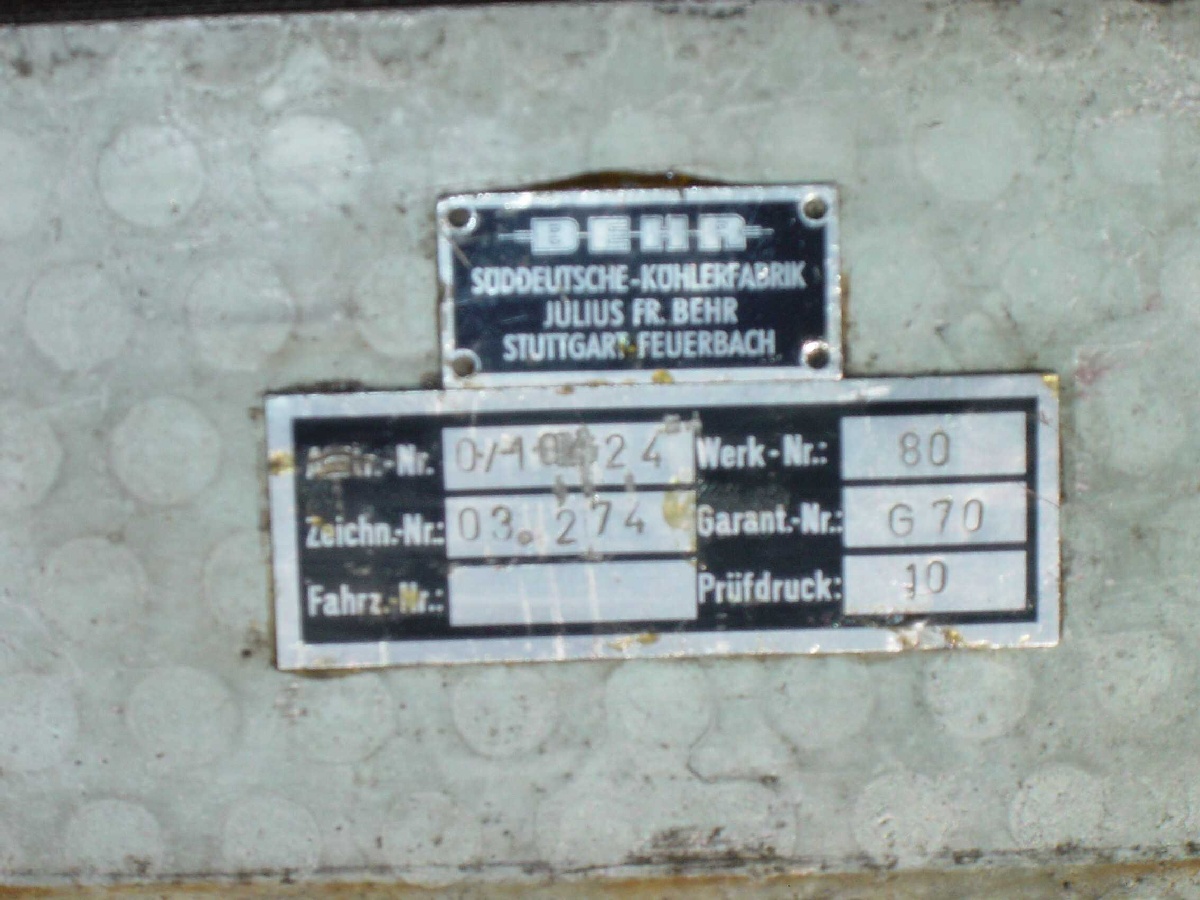 BEHR
SÜDDEUTSCHE-KÜHLERFABRIK
JULIUS FR. BEHR
STUTTGART-FEUERBACH
Werk-Nr.: 80
Zeichn.-Nr.: 03.274 Garant.-Nr.: G 70
Fahrz.-Nr.: Prüfdruck: 10